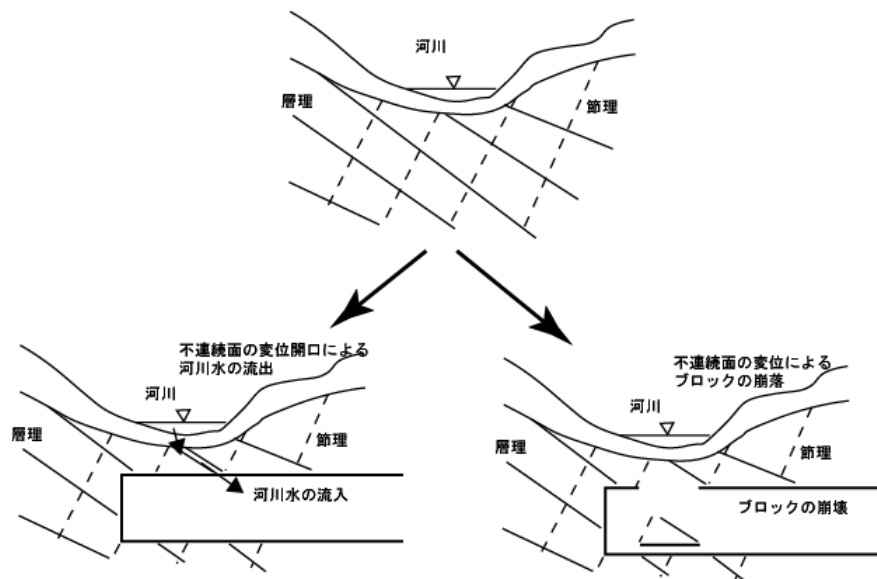 河川
層理
節理
不連続面の変位開口による
河川水の流出
河川
層理
節理
河川水の流入
不連続面の変位による
ブロックの崩落
河川
層理
節理
ブロックの崩壊